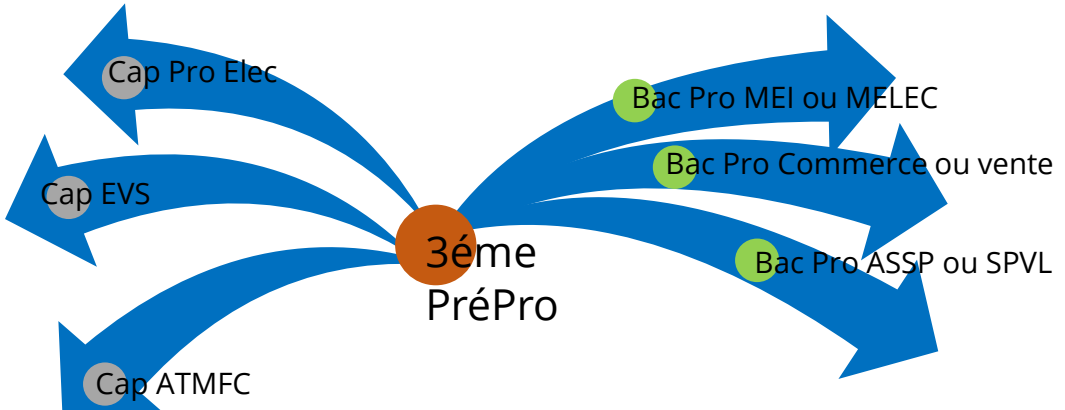 Cap Pro Elec
Cap EVS
Cap ATMFC
3éme
PréPro
Bac Pro MEI ou MELEC
Bac Pro Commerce ou vente
Bac Pro ASSP ou SPVL